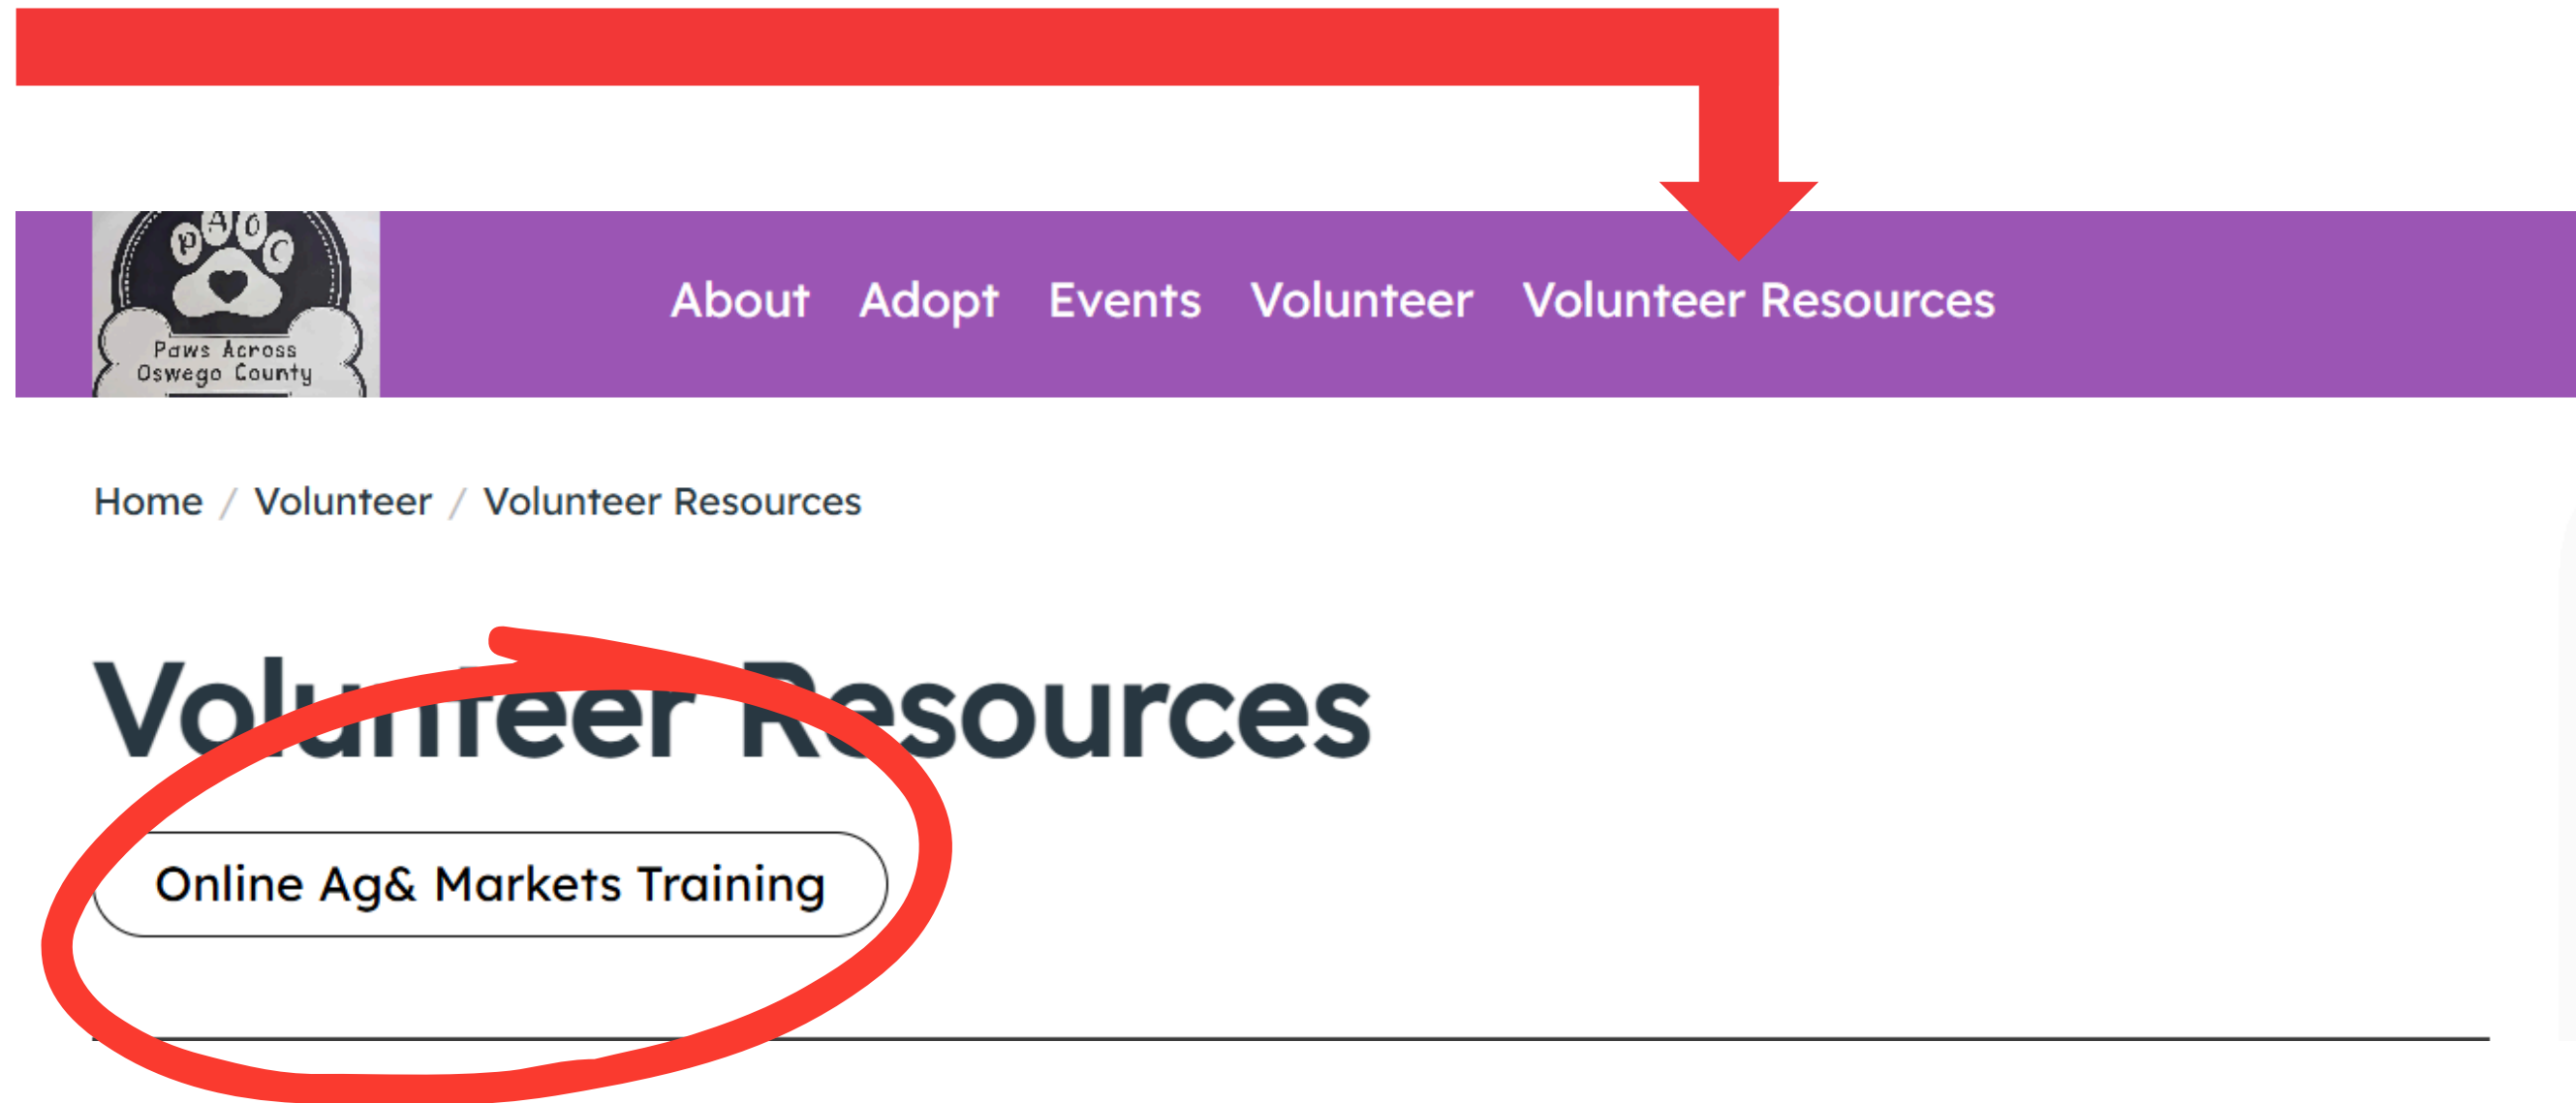 PAOC
Paws Across
Oswego County
About Adopt Events Volunteer Volunteer Resources
Home / Volunteer / Volunteer Resources
Volunteer Resources
Online Ag& Markets Training